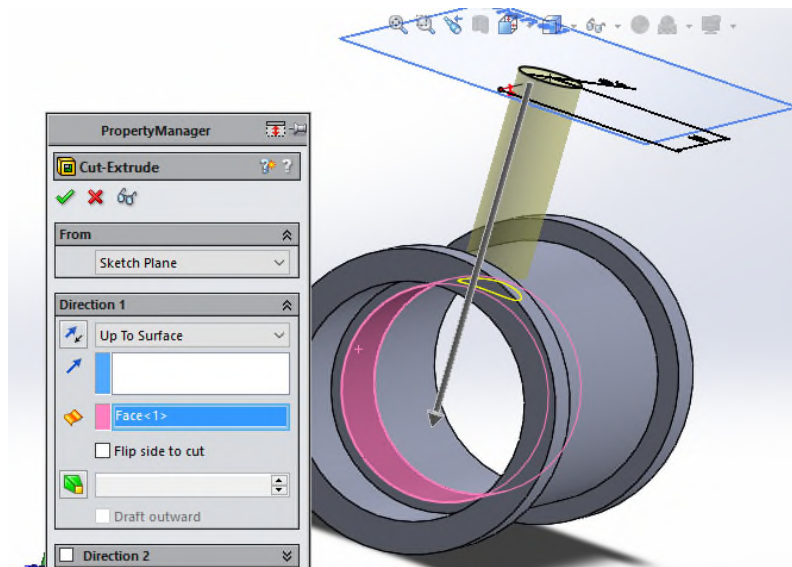 PropertyManager
Cut-Extrude
? ?
From
Sketch Plane
Direction 1
Up To Surface
Face<1>
Flip side to cut
Draft outward
Direction 2